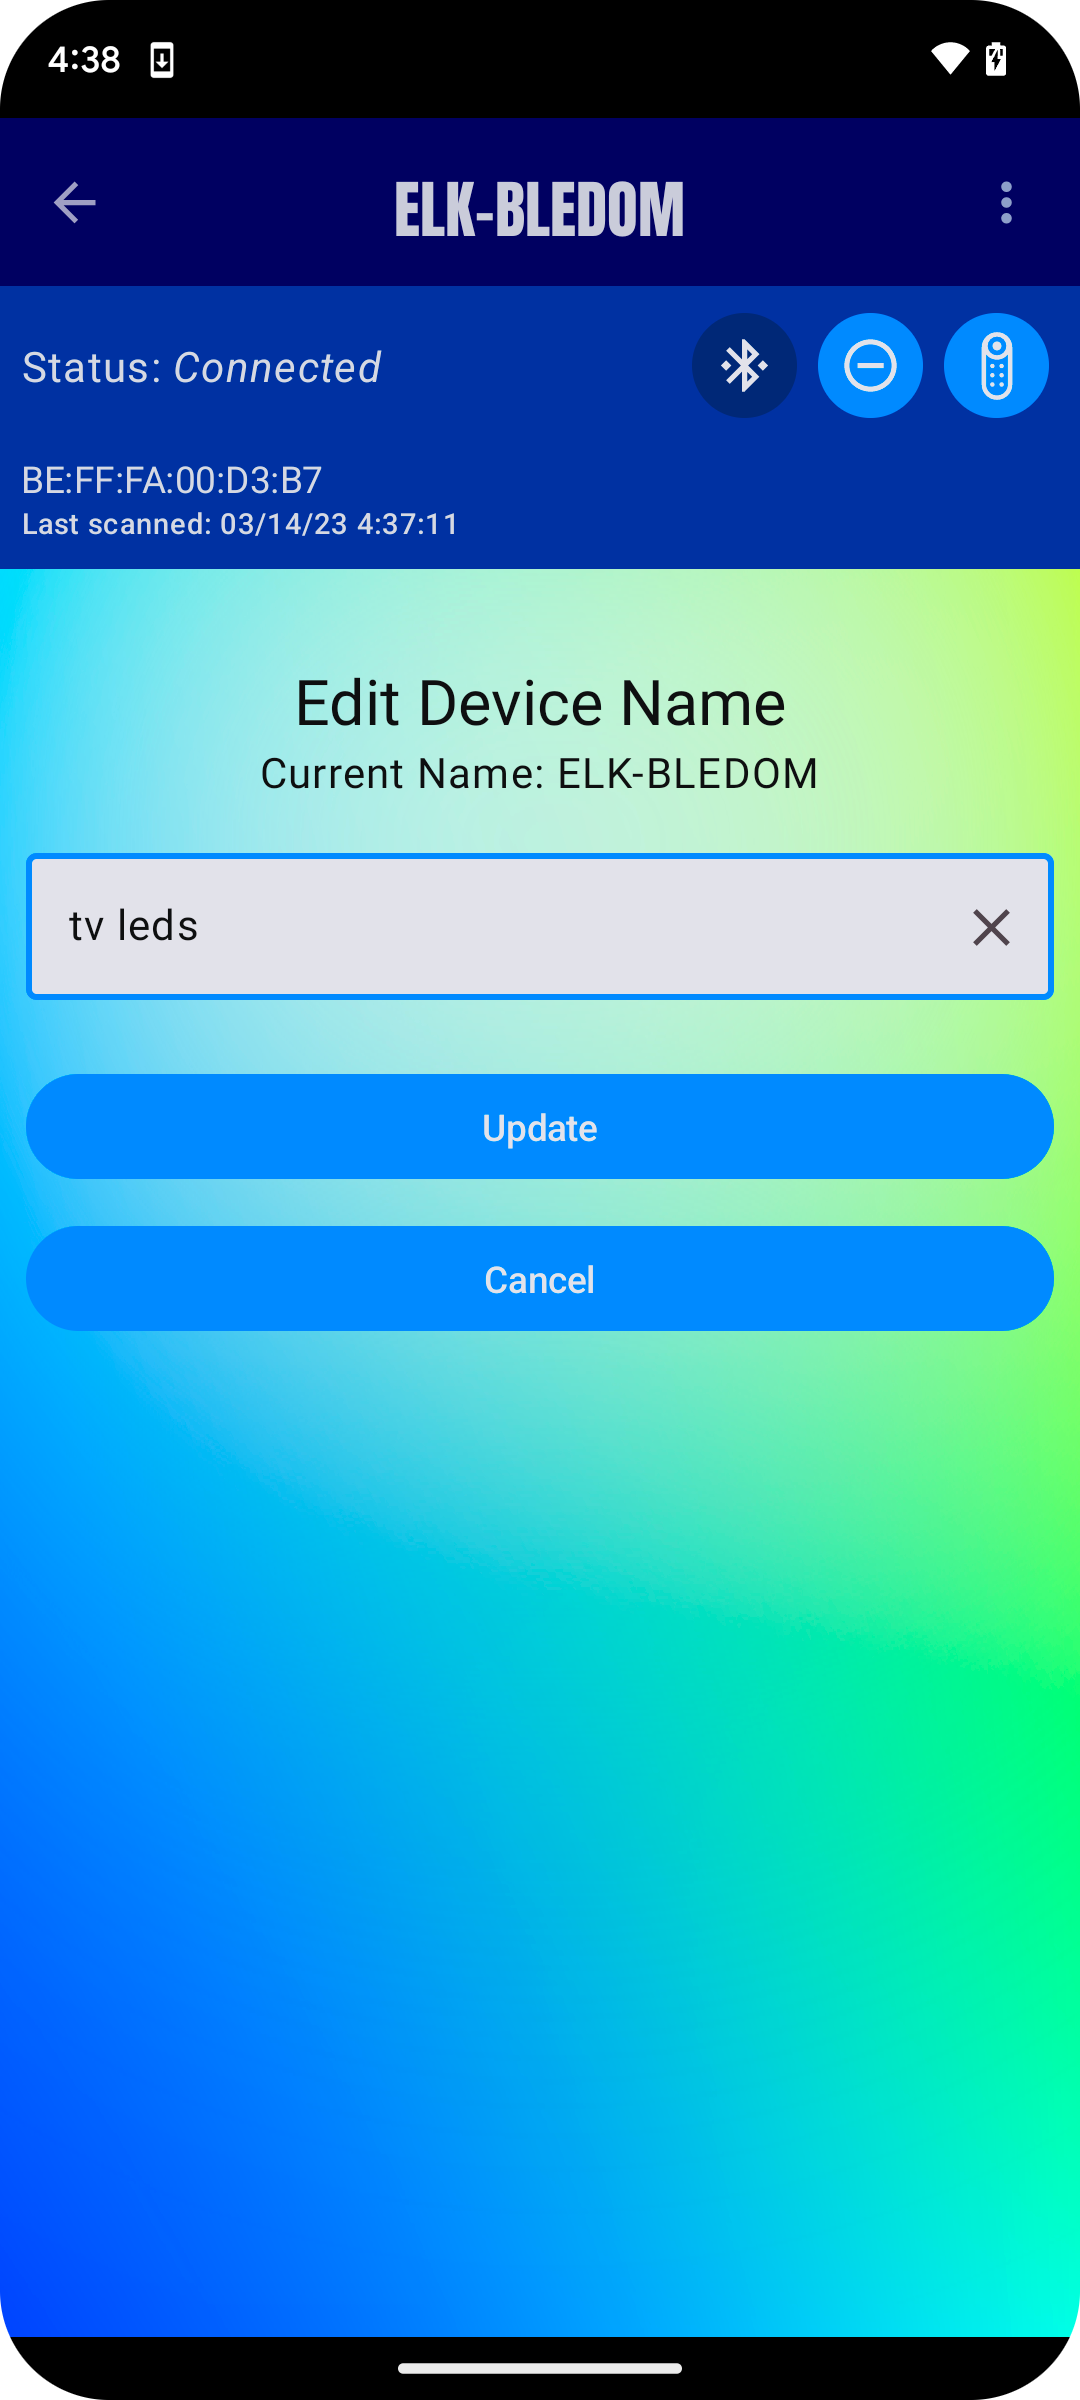 4:38
ELK-BLEDOM
Status: Connected
BE:FF:FA:00:D3:B7
Last scanned: 03/14/23 4:37:11
Edit Device Name
Current Name: ELK-BLEDOM
tv leds
Update
Cancel